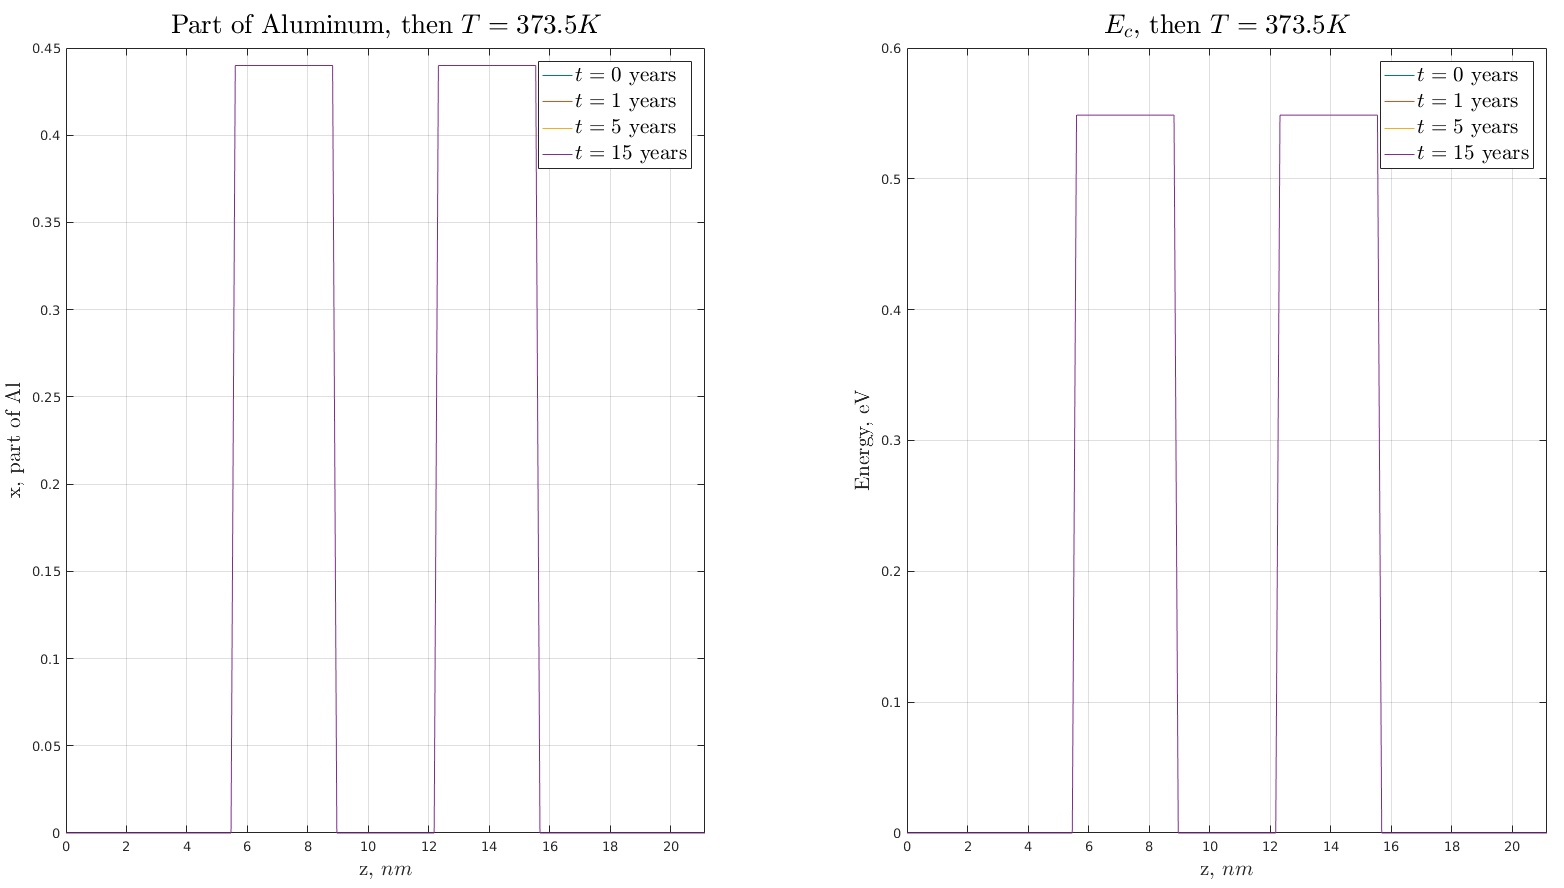 Part of Aluminum, then T = 373.5K
0.45
0.4
0.35
0.3
0.25
0.2
0.15
0.1
0.05
0
x, part of Al
t = 0 years
t = 1 years
t = 5 years
t = 15 years
0 2 4 6 8 10 12 14 16 18 20
z, nm
E_c, then T = 373.5K
0.6
0.5
0.4
0.3
0.2
0.1
0
Energy, eV
t = 0 years
t = 1 years
t = 5 years
t = 15 years
0 2 4 6 8 10 12 14 16 18 20
z, nm